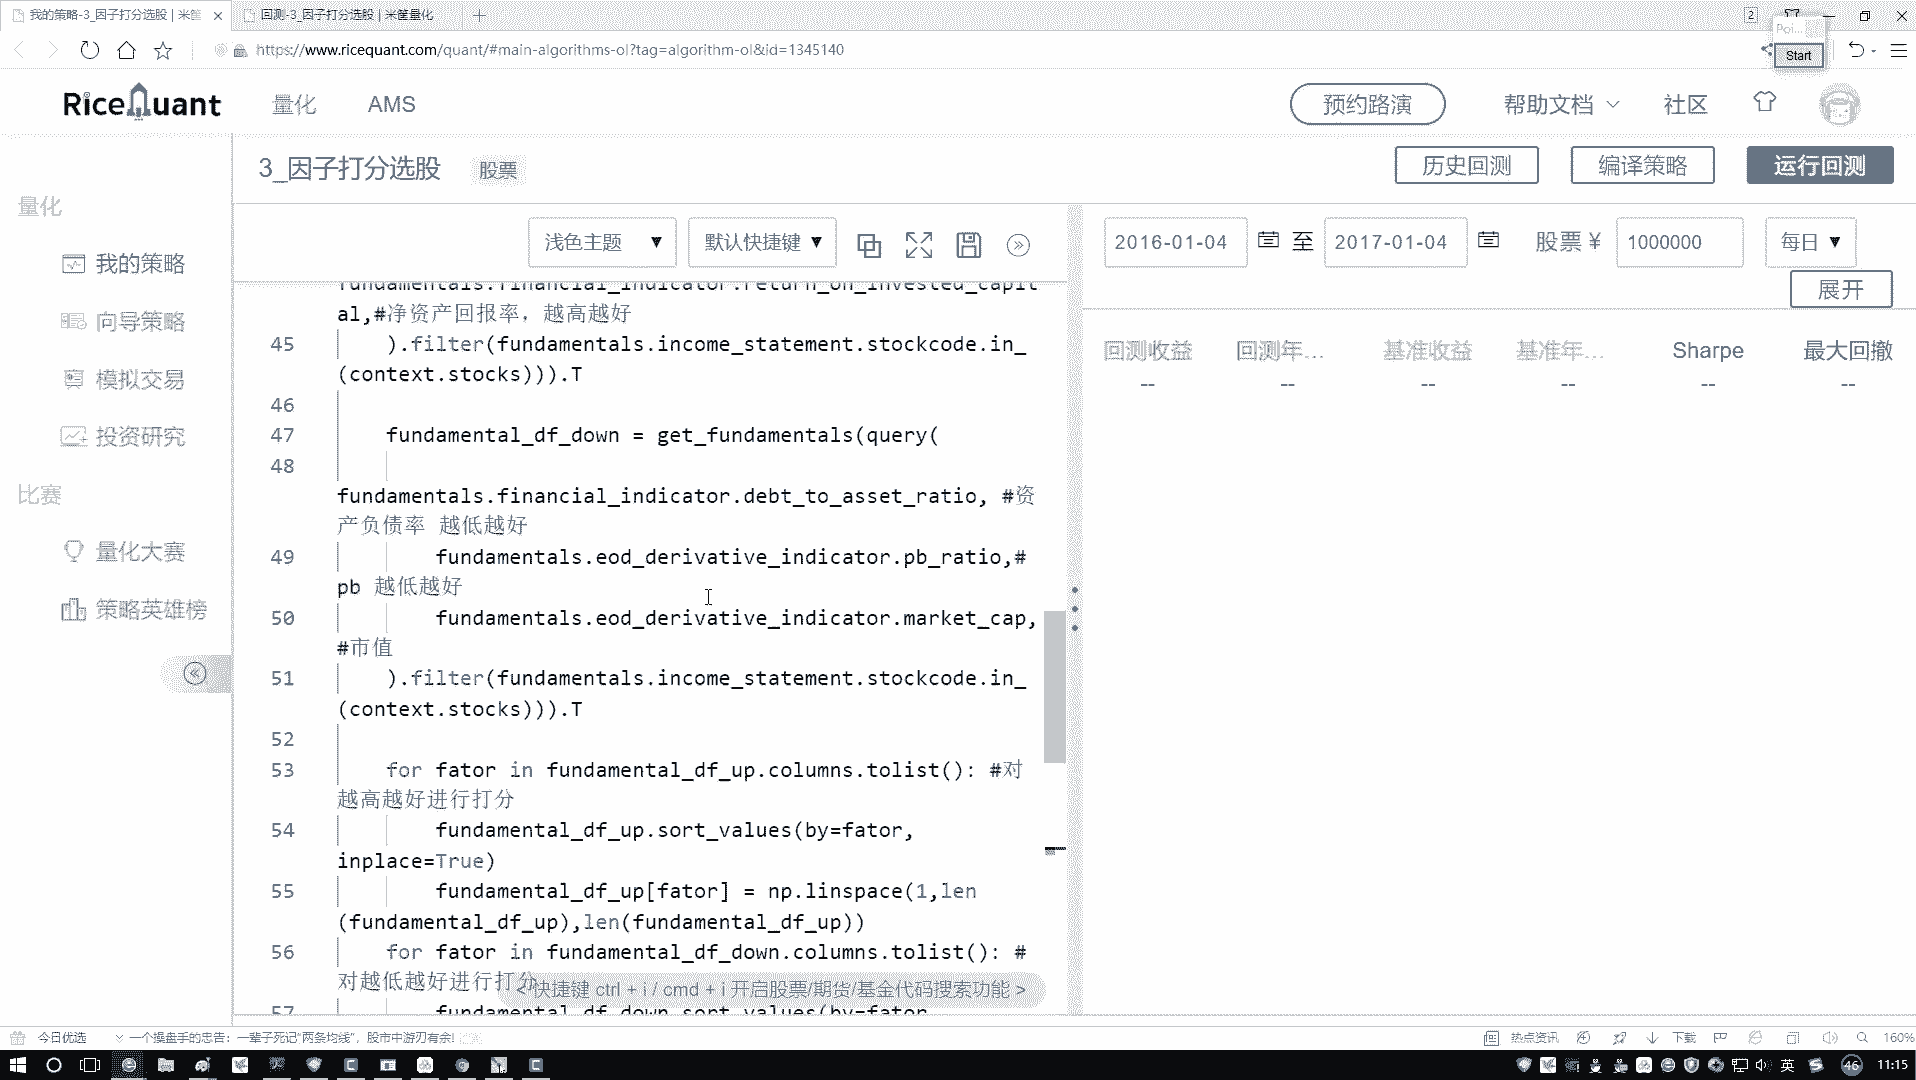 我的策略-3_因子打分选股 | 米筐
回测-3_因子打分选股 | 米筐量化
2
https://www.ricequant.com/quant/#main-algorithms-ol?tag=algorithm-ol&id=1345140
Poi...
Start
RiceQuant
量化
AMS
预约路演
帮助文档
社区
3_因子打分选股
股票
历史回测
编译策略
运行回测
量化
我的策略
向导策略
模拟交易
投资研究
比赛
量化大赛
策略英雄榜
浅色主题 ▼
默认快捷键 ▼
2016-01-04
至
2017-01-04
股票 ¥
1000000
每日 ▼
展开
回测收益
回测年...
基准收益
基准年...
Sharpe
最大回撤
--
--
--
--
--
--
fundamentals.financial_indicator.return_on_invested_capit
al,#净资产回报率，越高越好
45 ).filter(fundamentals.income_statement.stockcode.in_
(context.stocks))).T
46
47 fundamental_df_down = get_fundamentals(query(
48
fundamentals.financial_indicator.debt_to_asset_ratio, #资
产负债率 越低越好
49 fundamentals.eod_derivative_indicator.pb_ratio,#
pb 越低越好
50 fundamentals.eod_derivative_indicator.market_cap,
#市值
51 ).filter(fundamentals.income_statement.stockcode.in_
(context.stocks))).T
52
53 for fator in fundamental_df_up.columns.tolist(): #对
越高越好进行打分
54 fundamental_df_up.sort_values(by=fator,
inplace=True)
55 fundamental_df_up[fator] = np.linspace(1,len
(fundamental_df_up),len(fundamental_df_up))
56 for fator in fundamental_df_down.columns.tolist(): #
对越低越好进行打分
< 快捷键 ctrl + i / cmd + i 开启股票/期货/基金代码搜索功能 >
57 fundamental_df_down.sort_values(by=fator,
今日优选
一个操盘手的忠告：一辈子死记“两条均线”，股市中游刃有余!
热点资讯
下载
160%
英
46
11:15